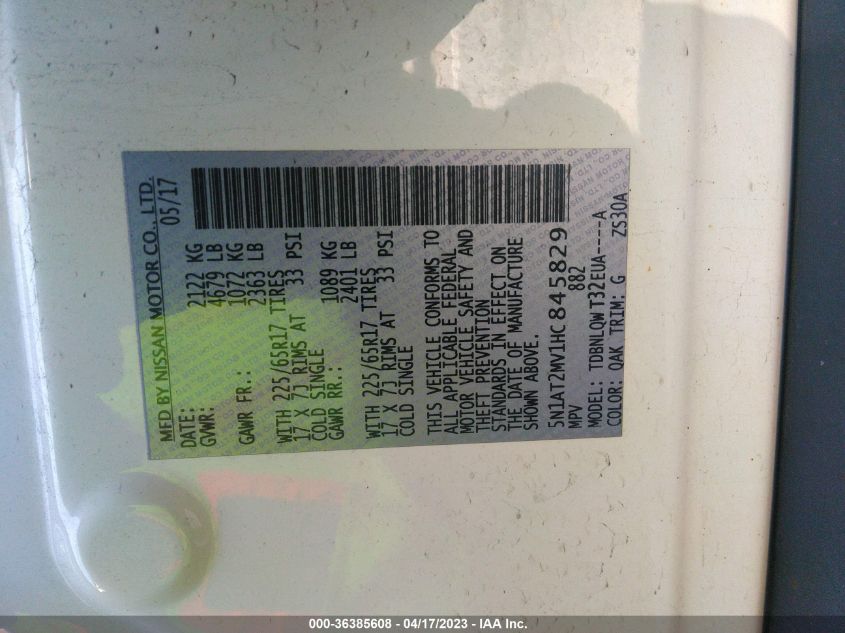 MFD BY NISSAN MOTOR CO., LTD.
DATE: 05/17
GVWR: 2122 KG
4679 LB
GAWR FR.: 1072 KG
2363 LB
WITH 225/65R17 TIRES
17 X 7J RIMS AT 33 PSI
COLD SINGLE
GAWR RR.: 1089 KG
2401 LB
WITH 225/65R17 TIRES
17 X 7J RIMS AT 33 PSI
COLD SINGLE
THIS VEHICLE CONFORMS TO
ALL APPLICABLE FEDERAL
MOTOR VEHICLE SAFETY AND
THEFT PREVENTION
STANDARDS IN EFFECT ON
THE DATE OF MANUFACTURE
SHOWN ABOVE.
5N1AT2MV1HC845829
MPV 882
MODEL: TDBNLQW T32EUA----A
COLOR: QAK TRIM: G ZS30A
000-36385608 - 04/17/2023 - IAA Inc.